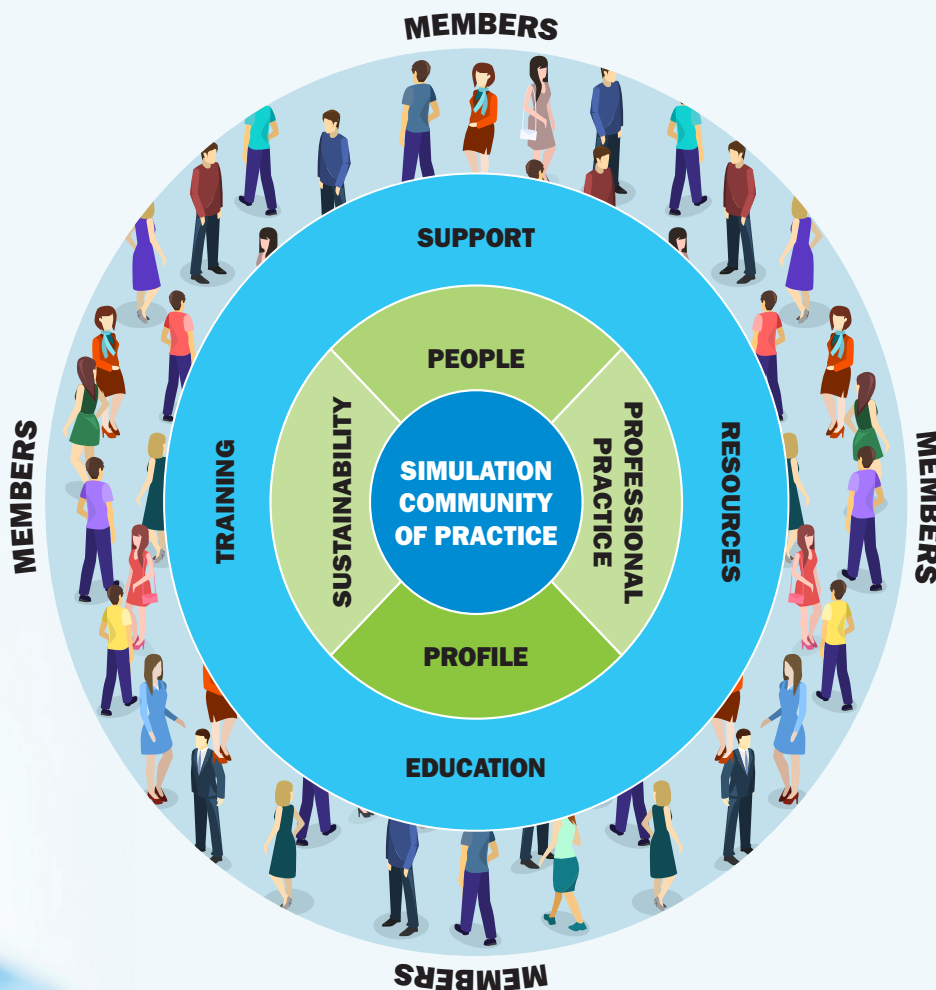 MEMBERS
SUPPORT
PEOPLE
MEMBERS
TRAINING
SUSTAINABILITY
SIMULATION
COMMUNITY
OF PRACTICE
PROFESSIONAL
PRACTICE
RESOURCES
MEMBERS
PROFILE
EDUCATION
MEMBERS